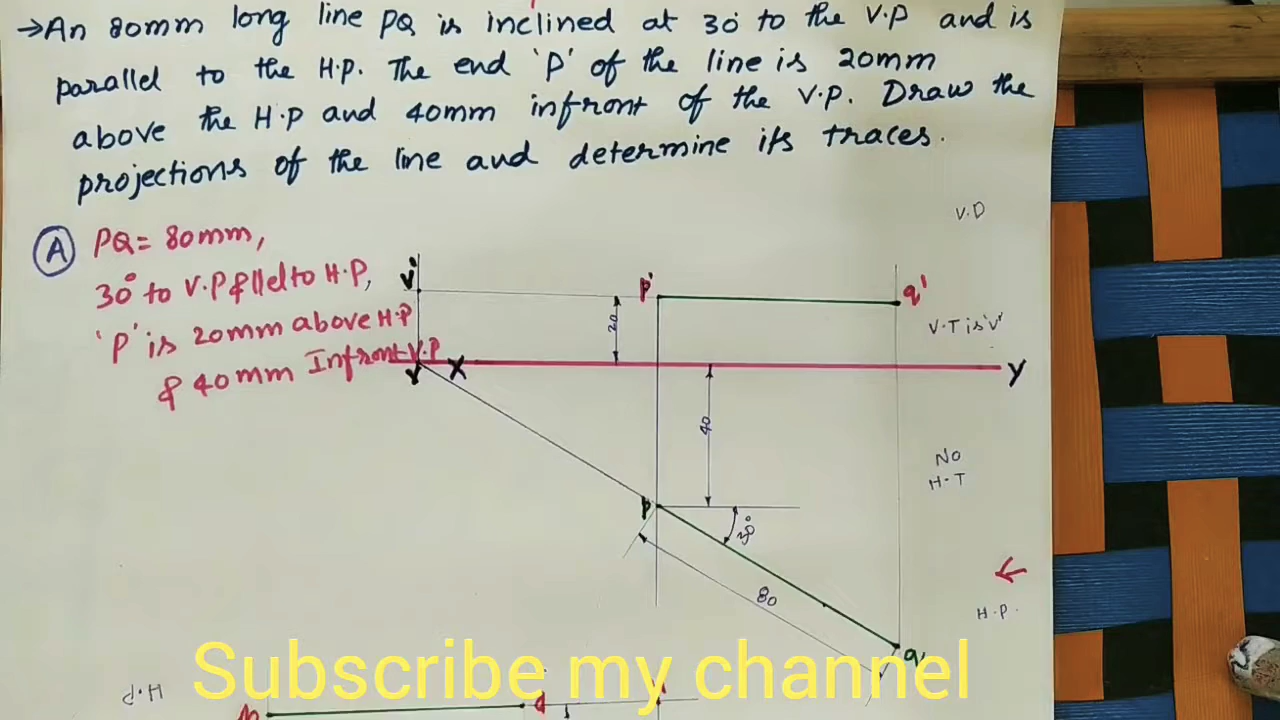 →An 80mm long line PQ is inclined at 30° to the V.P and is
parallel to the H.P. The end 'P' of the line is 20mm
above the H.P and 40mm infront of the V.P. Draw the
projections of the line and determine its traces.
V.P
A PQ = 80mm,
30° to V.P & llel to H.P,
'P' is 20mm above H.P
& 40mm Infront V.P
v'
p'
q'
20
V.T is 'v'
v
X
Y
40
No
H-T
p
30°
80
H.P.
q
Subscribe my channel
H.P